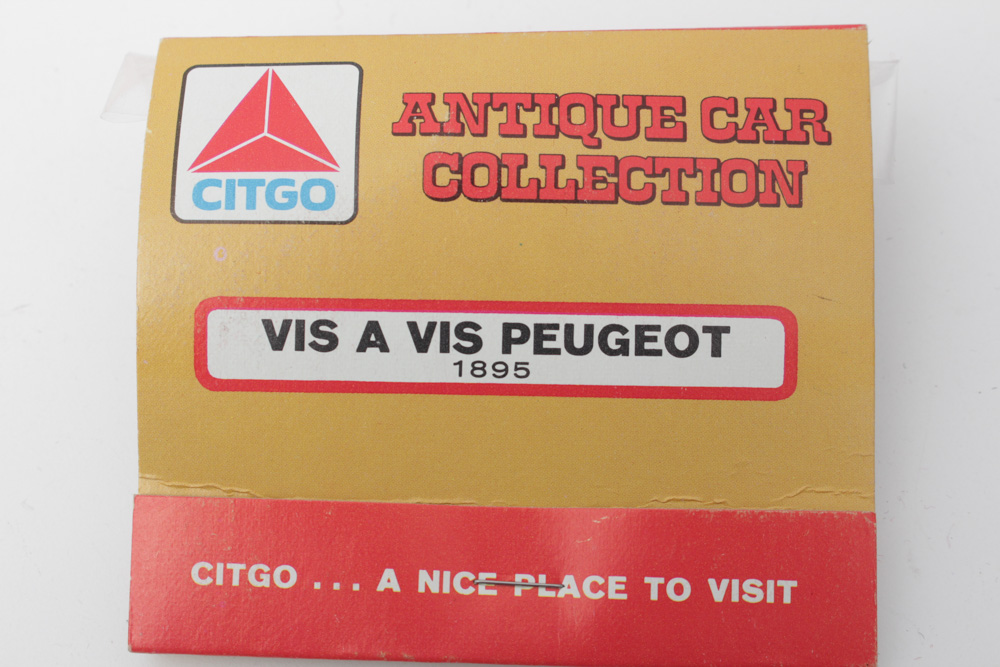 CITGO
ANTIQUE CAR
COLLECTION
VIS A VIS PEUGEOT
1895
CITGO . . . A NICE PLACE TO VISIT